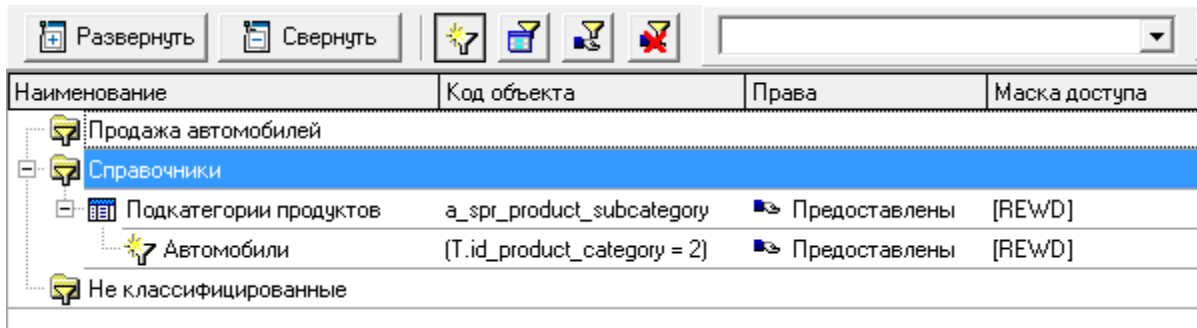 Развернуть Свернуть
Наименование Код объекта Права Маска доступа
Продажа автомобилей
Справочники
Подкатегории продуктов a_spr_product_subcategory Предоставлены [REWD]
Автомобили (T.id_product_category = 2) Предоставлены [REWD]
Не классифицированные